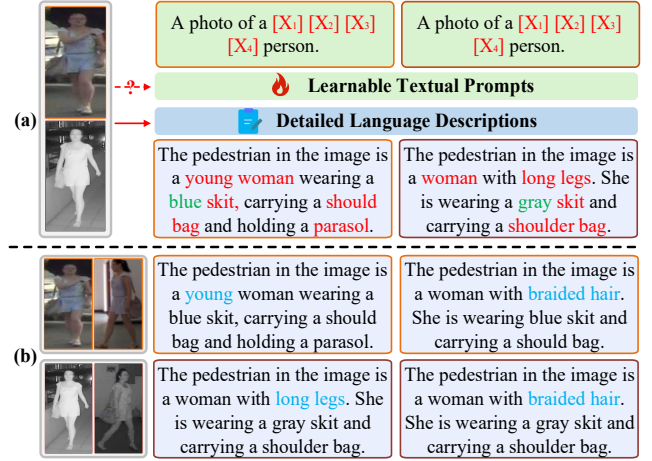 A photo of a [X₁] [X₂] [X₃]
[X₄] person.
A photo of a [X₁] [X₂] [X₃]
[X₄] person.
?
Learnable Textual Prompts
(a)
Detailed Language Descriptions
The pedestrian in the image is
a young woman wearing a
blue skit, carrying a should
bag and holding a parasol.
The pedestrian in the image is
a woman with long legs. She
is wearing a gray skit and
carrying a shoulder bag.
(b)
The pedestrian in the image is
a young woman wearing a
blue skit, carrying a should
bag and holding a parasol.
The pedestrian in the image is
a woman with braided hair.
She is wearing blue skit and
carrying a should bag.
The pedestrian in the image is
a woman with long legs. She
is wearing a gray skit and
carrying a shoulder bag.
The pedestrian in the image is
a woman with braided hair.
She is wearing a gray skit and
carrying a shoulder bag.